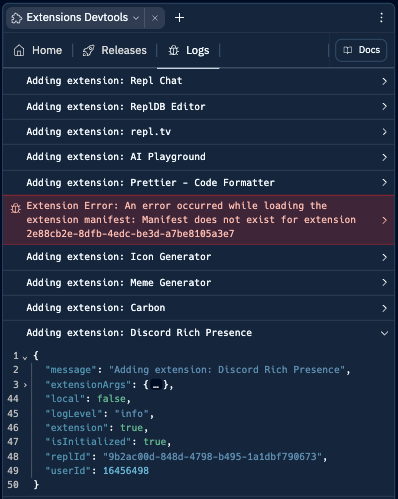 Extensions Devtools
Home
Releases
Logs
Docs
Adding extension: Repl Chat
Adding extension: ReplDB Editor
Adding extension: repl.tv
Adding extension: AI Playground
Adding extension: Prettier - Code Formatter
Extension Error: An error occurred while loading the
extension manifest: Manifest does not exist for extension
2e88cb2e-8dfb-4edc-be3d-a7be8105a3e7
Adding extension: Icon Generator
Adding extension: Meme Generator
Adding extension: Carbon
Adding extension: Discord Rich Presence
1 {
2 "message": "Adding extension: Discord Rich Presence",
3 "extensionArgs": {…},
44 "local": false,
45 "logLevel": "info",
46 "extension": true,
47 "isInitialized": true,
48 "replId": "9b2ac00d-848d-4798-b495-1a1dbf790673",
49 "userId": 16456498
50 }